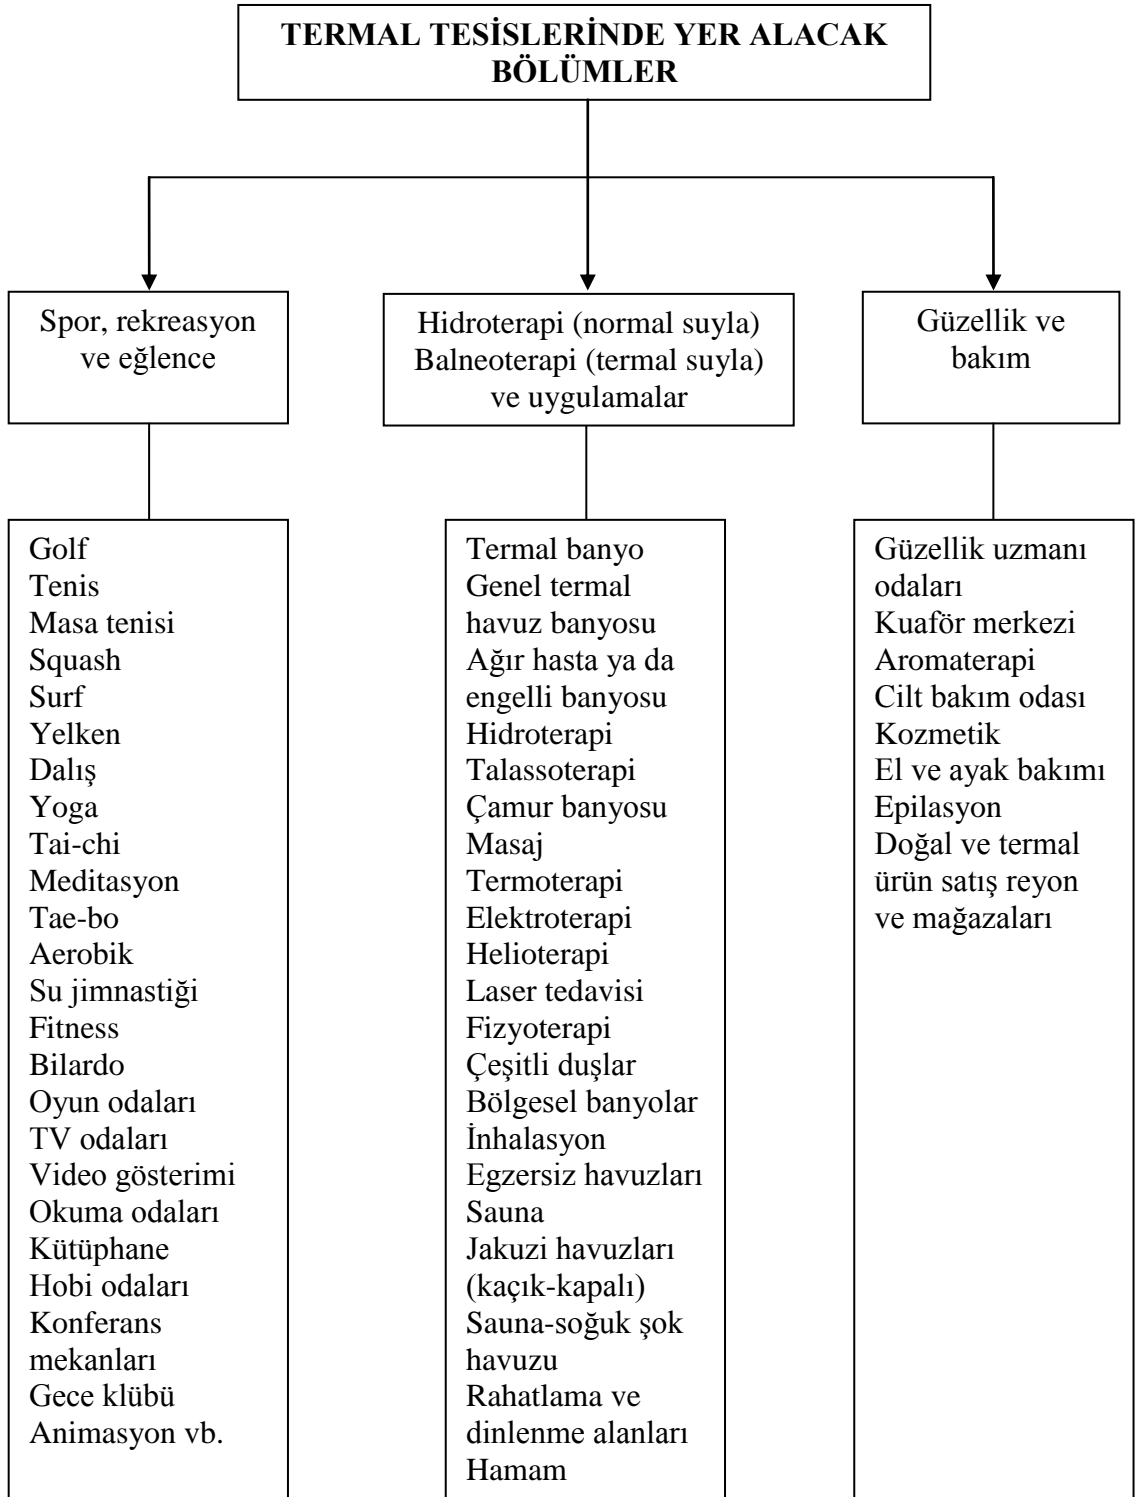 TERMAL TESİSLERİNDE YER ALACAK
BÖLÜMLER
Spor, rekreasyon
ve eğlence
Hidroterapi (normal suyla)
Balneoterapi (termal suyla)
ve uygulamalar
Güzellik ve
bakım
Golf
Tenis
Masa tenisi
Squash
Surf
Yelken
Dalış
Yoga
Tai-chi
Meditasyon
Tae-bo
Aerobik
Su jimnastiği
Fitness
Bilardo
Oyun odaları
TV odaları
Video gösterimi
Okuma odaları
Kütüphane
Hobi odaları
Konferans
mekanları
Gece klübü
Animasyon vb.
Termal banyo
Genel termal
havuz banyosu
Ağır hasta ya da
engelli banyosu
Hidroterapi
Talassoterapi
Çamur banyosu
Masaj
Termoterapi
Elektroterapi
Helioterapi
Laser tedavisi
Fizyoterapi
Çeşitli duşlar
Bölgesel banyolar
İnhalasyon
Egzersiz havuzları
Sauna
Jakuzi havuzları
(kaçık-kapalı)
Sauna-soğuk şok
havuzu
Rahatlama ve
dinlenme alanları
Hamam
Güzellik uzmanı
odaları
Kuaför merkezi
Aromaterapi
Cilt bakım odası
Kozmetik
El ve ayak bakımı
Epilasyon
Doğal ve termal
ürün satış reyon
ve mağazaları